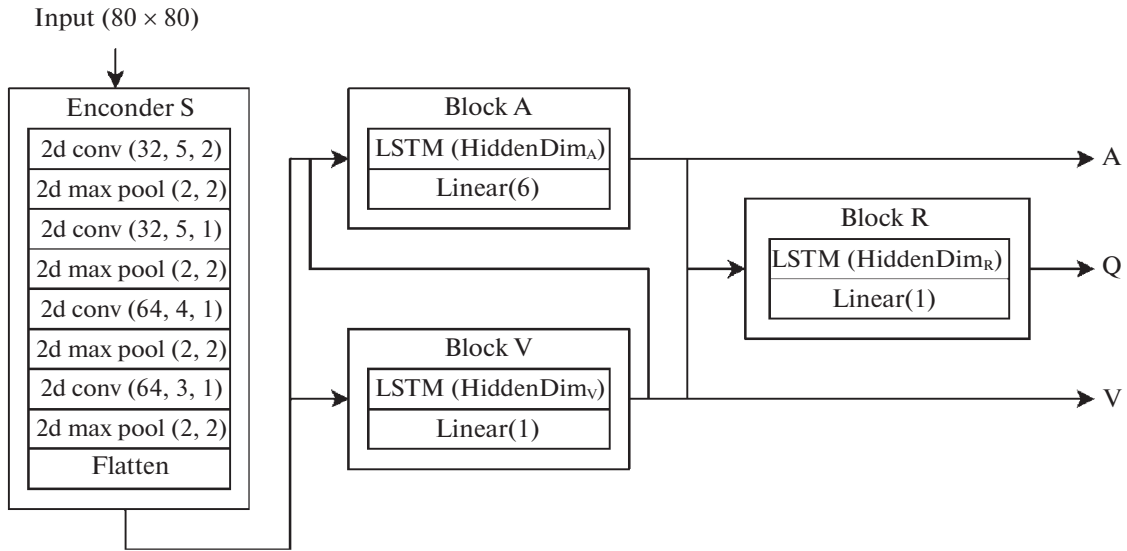 Input (80 × 80)
Enconder S
2d conv (32, 5, 2)
2d max pool (2, 2)
2d conv (32, 5, 1)
2d max pool (2, 2)
2d conv (64, 4, 1)
2d max pool (2, 2)
2d conv (64, 3, 1)
2d max pool (2, 2)
Flatten
Block A
LSTM (HiddenDim_A)
Linear(6)
Block V
LSTM (HiddenDim_V)
Linear(1)
Block R
LSTM (HiddenDim_R)
Linear(1)
A
Q
V